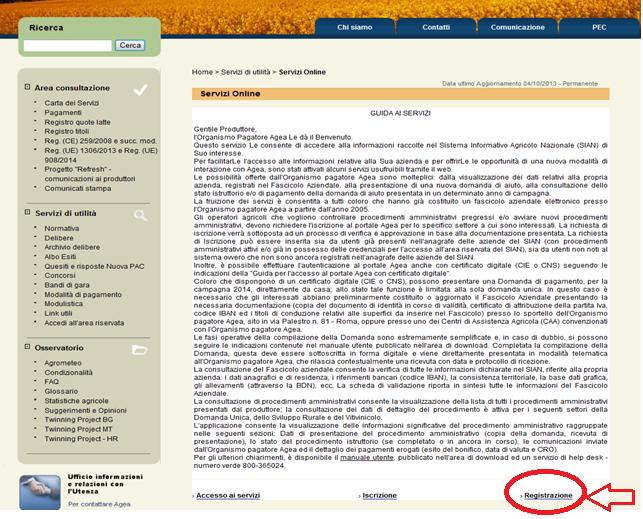 Ricerca
Cerca
Chi siamo
Contatti
Comunicazione
PEC
Area consultazione
Carta dei Servizi
Pagamenti
Registro quote latte
Registro titoli
Reg. (CE) 259/2008 e succ. mod.
Reg. (UE) 1306/2013 e Reg. (UE)
908/2014
Progetto "Refresh" -
comunicazioni ai produttori
Comunicati stampa
Servizi di utilità
Normativa
Delibere
Archivio delibere
Albo Esiti
Quesiti e risposte Nuova PAC
Concorsi
Bandi di gara
Modalità di pagamento
Modulistica
Link utili
Accedi all'area riservata
Osservatorio
Agrometeo
Condizionalità
FAQ
Glossario
Statistiche agricole
Suggerimenti e Opinioni
Twinning Project BG
Twinning Project MT
Twinning Project - HR
Ufficio informazioni
e relazioni con
l'Utenza
Per contattare Agea
Home > Servizi di utilità > Servizi Online
Data ultimo Aggiornamento 04/10/2013 - Permanente
Servizi Online
GUIDA AI SERVIZI
Gentile Produttore,
l'Organismo Pagatore Agea Le dà il Benvenuto.
Questo servizio Le consente di accedere alla informazioni raccolte nel Sistema Informativo Agricolo Nazionale (SIAN) di
Suo interesse.
Per facilitarLe l'accesso alle informazioni relative alla Sua azienda e per offrirLe le opportunità di una nuova modalità di
interazione con Agea, sono stati attivati alcuni servizi usufruibili tramite il web.
Le possibilità offerte dall'Organismo pagatore Agea sono molteplici: dalla visualizzazione dei dati relativi alla propria
azienda, registrati nel Fascicolo Aziendale, alla presentazione di una nuova domanda di aiuto, alla consultazione dello
stato istruttorio e/o di pagamento della domanda di aiuto presentata in un determinato anno di campagna.
La fruizione dei servizi è consentita a tutti coloro che hanno già costituito un fascicolo aziendale elettronico presso
l'Organismo pagatore Agea a partire dall'anno 2005.
Gli operatori agricoli che vogliono controllare procedimenti amministrativi pregressi e/o avviare nuovi procedimenti
amministrativi, devono richiedere l'iscrizione al portale Agea per lo specifico settore a cui sono interessati. La richiesta di
iscrizione verrà sottoposta ad un processo di verifica e approvazione in base alla documentazione presentata. La richiesta
di iscrizione può essere inserita sia da utenti già presenti nell'anagrafe delle aziende del SIAN (con procedimenti
amministrativi attivi e/o già in possesso delle credenziali per l'accesso all'area riservata del SIAN), sia da utenti non noti al
sistema ovvero che non sono ancora registrati nell'anagrafe delle aziende del SIAN.
Inoltre, è possibile effettuare l'autenticazione al portale Agea anche con certificato digitale (CIE o CNS) seguendo le
indicazioni della "Guida per l'accesso al portale Agea con certificato digitale".
Coloro che dispongono di un certificato digitale (CIE o CNS), possono presentare una Domanda di pagamento, per la
campagna 2014, direttamente da casa; allo stato tale funzione è limitata alla sola domanda unica. In questo caso è
necessario che gli interessati abbiano preliminarmente costituito o aggiornato il Fascicolo Aziendale presentando la
necessaria documentazione (copia del documento di identità in corso di validità, certificato di attribuzione della partita Iva,
codice IBAN ed i titoli di conduzione relativi alle superfici da inserire nel Fascicolo) presso lo sportello dell'Organismo
pagatore Agea, sito in via Palestro n. 81 - Roma, oppure presso uno dei Centri di Assistenza Agricola (CAA) convenzionati
con l'Organismo pagatore Agea.
Le fasi operative della compilazione della Domanda sono estremamente semplificate e, in caso di dubbio, si possono
seguire le indicazioni contenute nel manuale utente pubblicato nell'area di download. Completata la compilazione della
Domanda, questa deve essere sottoscritta in forma digitale e viene direttamente presentata in modalità telematica
all'Organismo pagatore Agea, che rilascia contestualmente una ricevuta con data e protocollo di ricezione.
La consultazione del Fascicolo aziendale consente la verifica di tutte le informazioni dichiarate nel SIAN, riferite alla propria
azienda: i dati anagrafici e di residenza, i riferimenti bancari (codice IBAN), la consistenza territoriale, la base dati grafica,
gli allevamenti (attraverso la BDN), ecc. La scheda di validazione riporta in sintesi tutte le informazioni del Fascicolo
Aziendale.
La consultazione di procedimenti amministrativi consente la visualizzazione della lista di tutti i procedimenti amministrativi
presentati dal produttore; la consultazione dei dati di dettaglio del procedimento è attiva per i seguenti settori della
Domanda Unica, dello Sviluppo Rurale e del Vitivinicolo.
L'applicazione consente la visualizzazione delle informazioni significative del procedimento amministrativo raggruppate
nelle seguenti sezioni: Dati di presentazione del procedimento amministrativo (copia della domanda, ricevuta di
presentazione), lo stato del procedimento istruttorio (se completato o in ancora in corso), le comunicazioni inviate
dall'Organismo pagatore Agea ed il dettaglio dei pagamenti erogati (esito del bonifico, data di valuta e CRO).
Per gli ulteriori chiarimenti, è disponibile il manuale utente, pubblicato nell'area di download ed un servizio di help desk -
numero verde 800-365024.
› Accesso ai servizi
› Iscrizione
› Registrazione